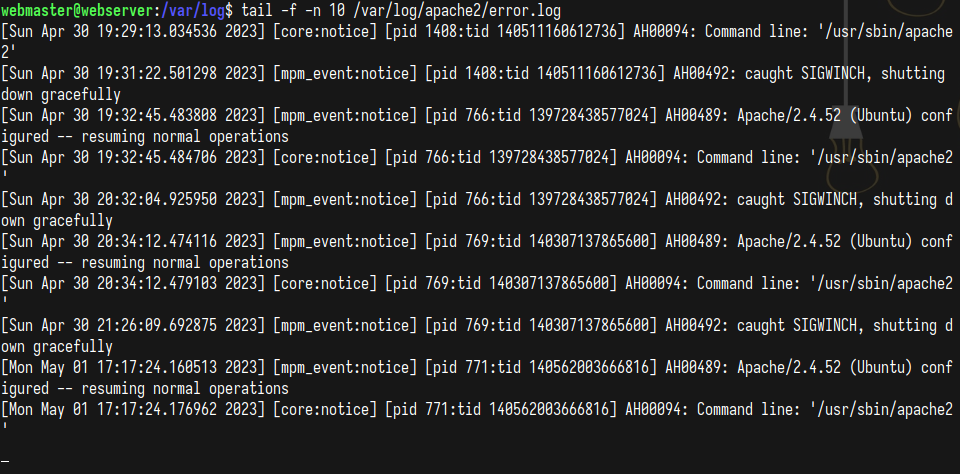 webmaster@webserver:/var/log$ tail -f -n 10 /var/log/apache2/error.log
[Sun Apr 30 19:29:13.034536 2023] [core:notice] [pid 1408:tid 140511160612736] AH00094: Command line: '/usr/sbin/apache
2'
[Sun Apr 30 19:31:22.501298 2023] [mpm_event:notice] [pid 1408:tid 140511160612736] AH00492: caught SIGWINCH, shutting
down gracefully
[Sun Apr 30 19:32:45.483808 2023] [mpm_event:notice] [pid 766:tid 139728438577024] AH00489: Apache/2.4.52 (Ubuntu) conf
igured -- resuming normal operations
[Sun Apr 30 19:32:45.484706 2023] [core:notice] [pid 766:tid 139728438577024] AH00094: Command line: '/usr/sbin/apache2
'
[Sun Apr 30 20:32:04.925950 2023] [mpm_event:notice] [pid 766:tid 139728438577024] AH00492: caught SIGWINCH, shutting d
own gracefully
[Sun Apr 30 20:34:12.474116 2023] [mpm_event:notice] [pid 769:tid 140307137865600] AH00489: Apache/2.4.52 (Ubuntu) conf
igured -- resuming normal operations
[Sun Apr 30 20:34:12.479103 2023] [core:notice] [pid 769:tid 140307137865600] AH00094: Command line: '/usr/sbin/apache2
'
[Sun Apr 30 21:26:09.692875 2023] [mpm_event:notice] [pid 769:tid 140307137865600] AH00492: caught SIGWINCH, shutting d
own gracefully
[Mon May 01 17:17:24.160513 2023] [mpm_event:notice] [pid 771:tid 140562003666816] AH00489: Apache/2.4.52 (Ubuntu) conf
igured -- resuming normal operations
[Mon May 01 17:17:24.176962 2023] [core:notice] [pid 771:tid 140562003666816] AH00094: Command line: '/usr/sbin/apache2
'